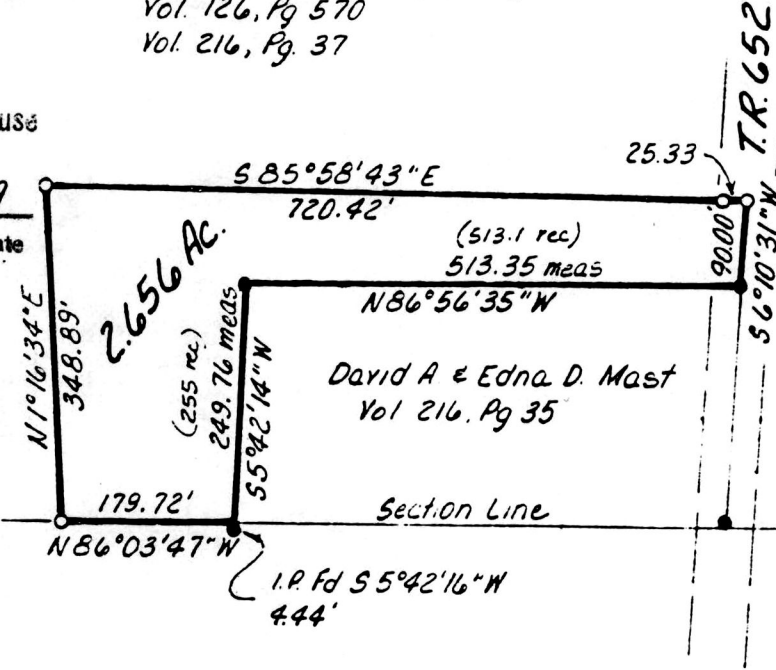 Vol. 126, Pg 570
Vol. 216, Pg. 37
T.R. 652
25.33
S 85°58'43"E
720.42'
(513.1 rec)
513.35 meas
90.00'
S 6°10'31"W
N86°56'35"W
2.656 Ac.
N 1°16'34"E
348.89'
(255 rec)
249.76 meas
S5°42'14"W
David A & Edna D. Mast
Vol 216, Pg 35
179.72'
Section Line
N86°03'47"W
I.P. Fd S 5°42'16"W
4.44'